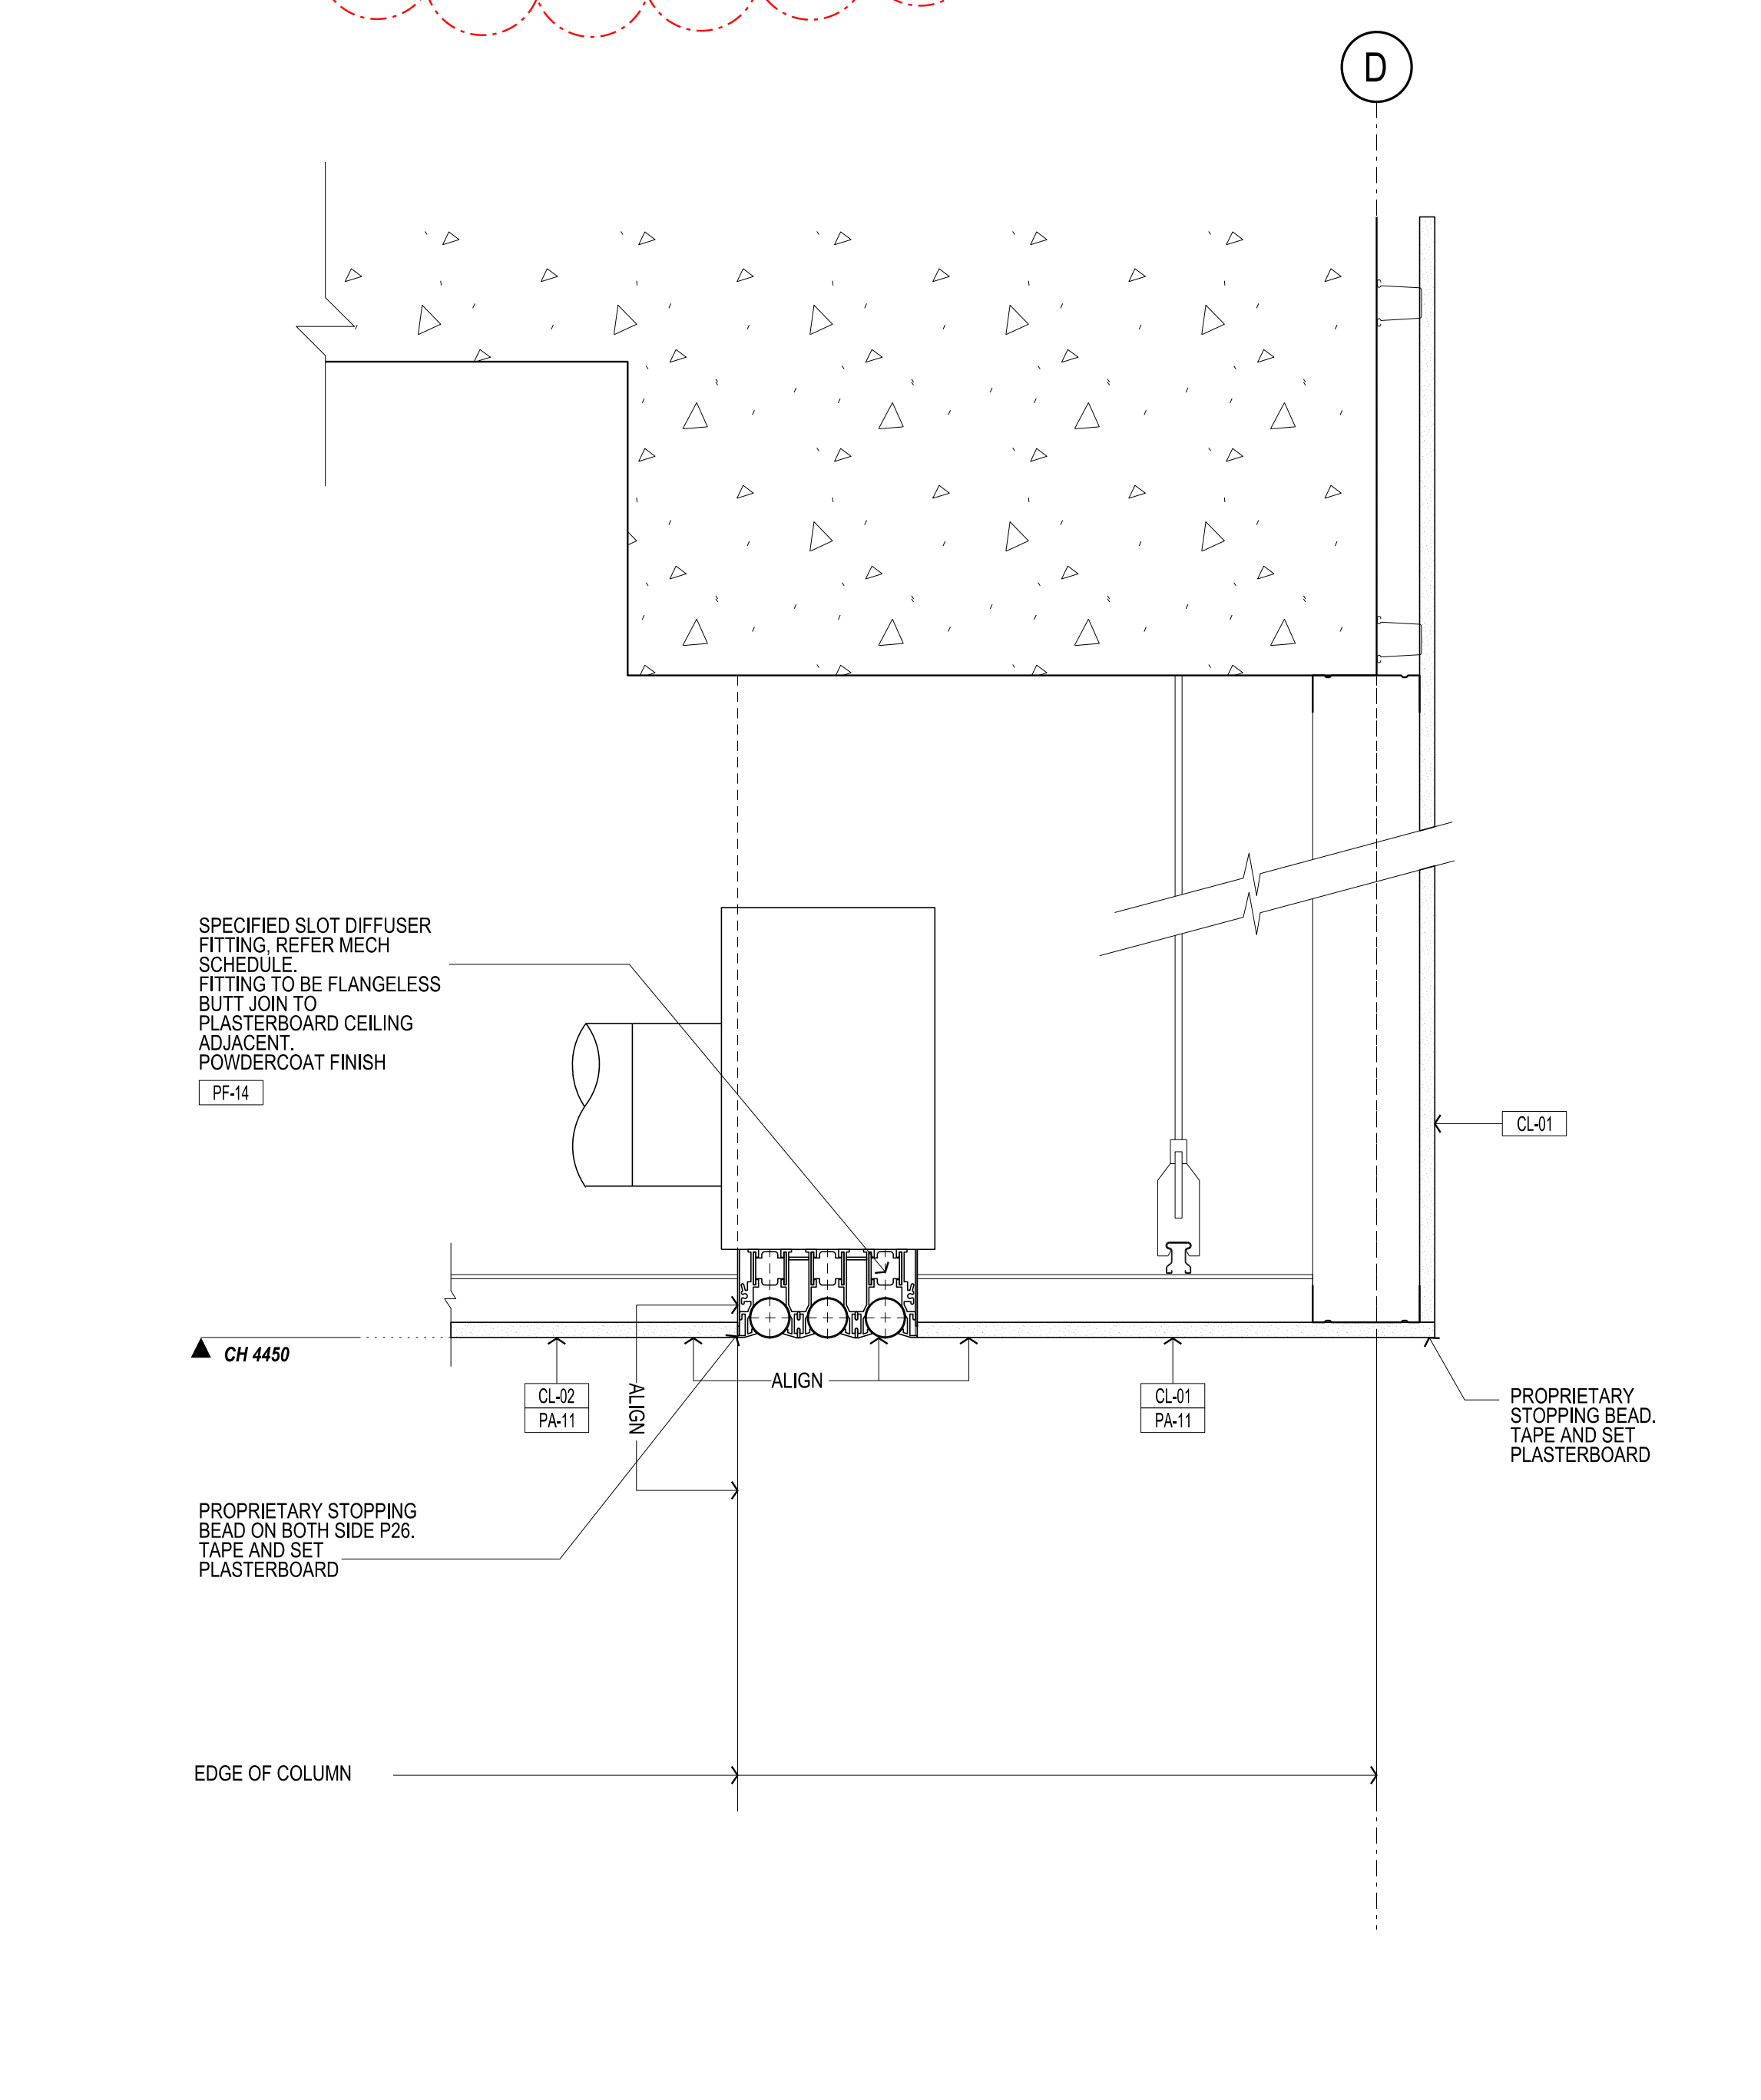 D
SPECIFIED SLOT DIFFUSER
FITTING, REFER MECH
SCHEDULE.
FITTING TO BE FLANGELESS
BUTT JOIN TO
PLASTERBOARD CEILING
ADJACENT.
POWDERCOAT FINISH
PF-14
CL-01
CH 4450
ALIGN
CL-02
PA-11
ALIGN
CL-01
PA-11
PROPRIETARY
STOPPING BEAD.
TAPE AND SET
PLASTERBOARD
PROPRIETARY STOPPING
BEAD ON BOTH SIDE P26.
TAPE AND SET
PLASTERBOARD
EDGE OF COLUMN